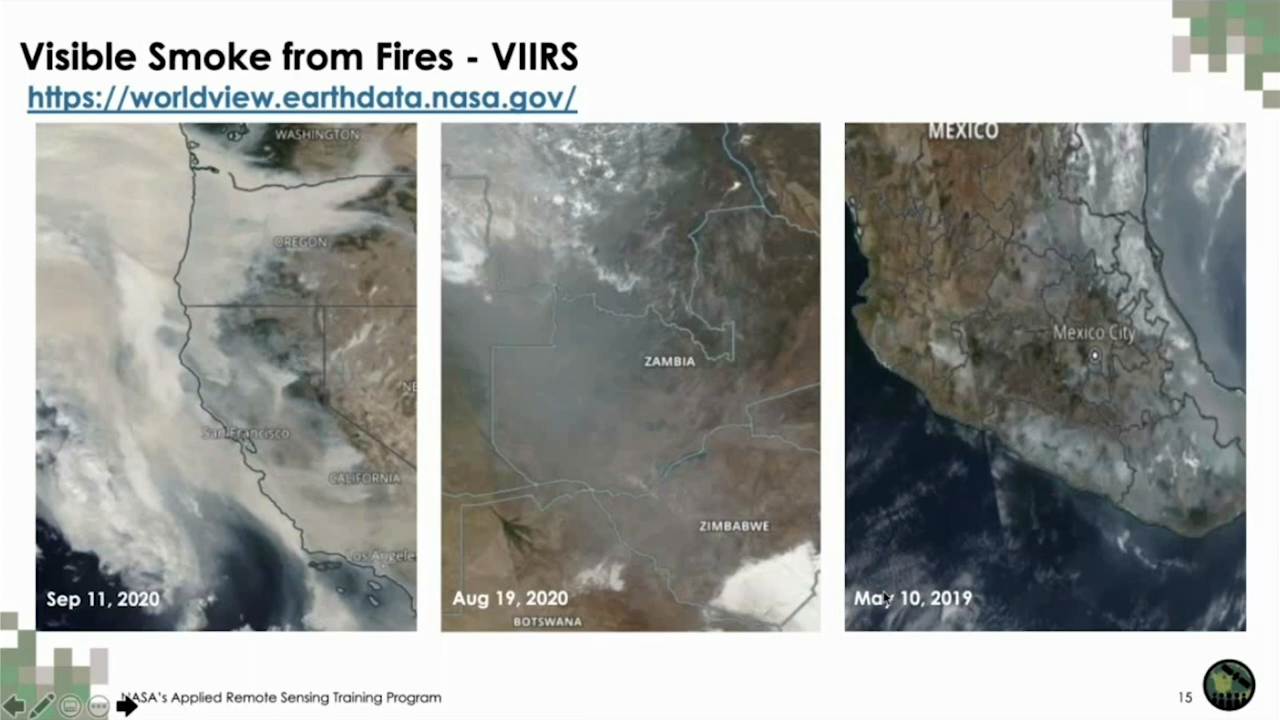 Visible Smoke from Fires - VIIRS
https://worldview.earthdata.nasa.gov/
WASHINGTON
OREGON
San Francisco
CALIFORNIA
Los Angele
NE
Sep 11, 2020
ZAMBIA
ZIMBABWE
BOTSWANA
Aug 19, 2020
MEXICO
Mexico City
May 10, 2019
NASA's Applied Remote Sensing Training Program
15